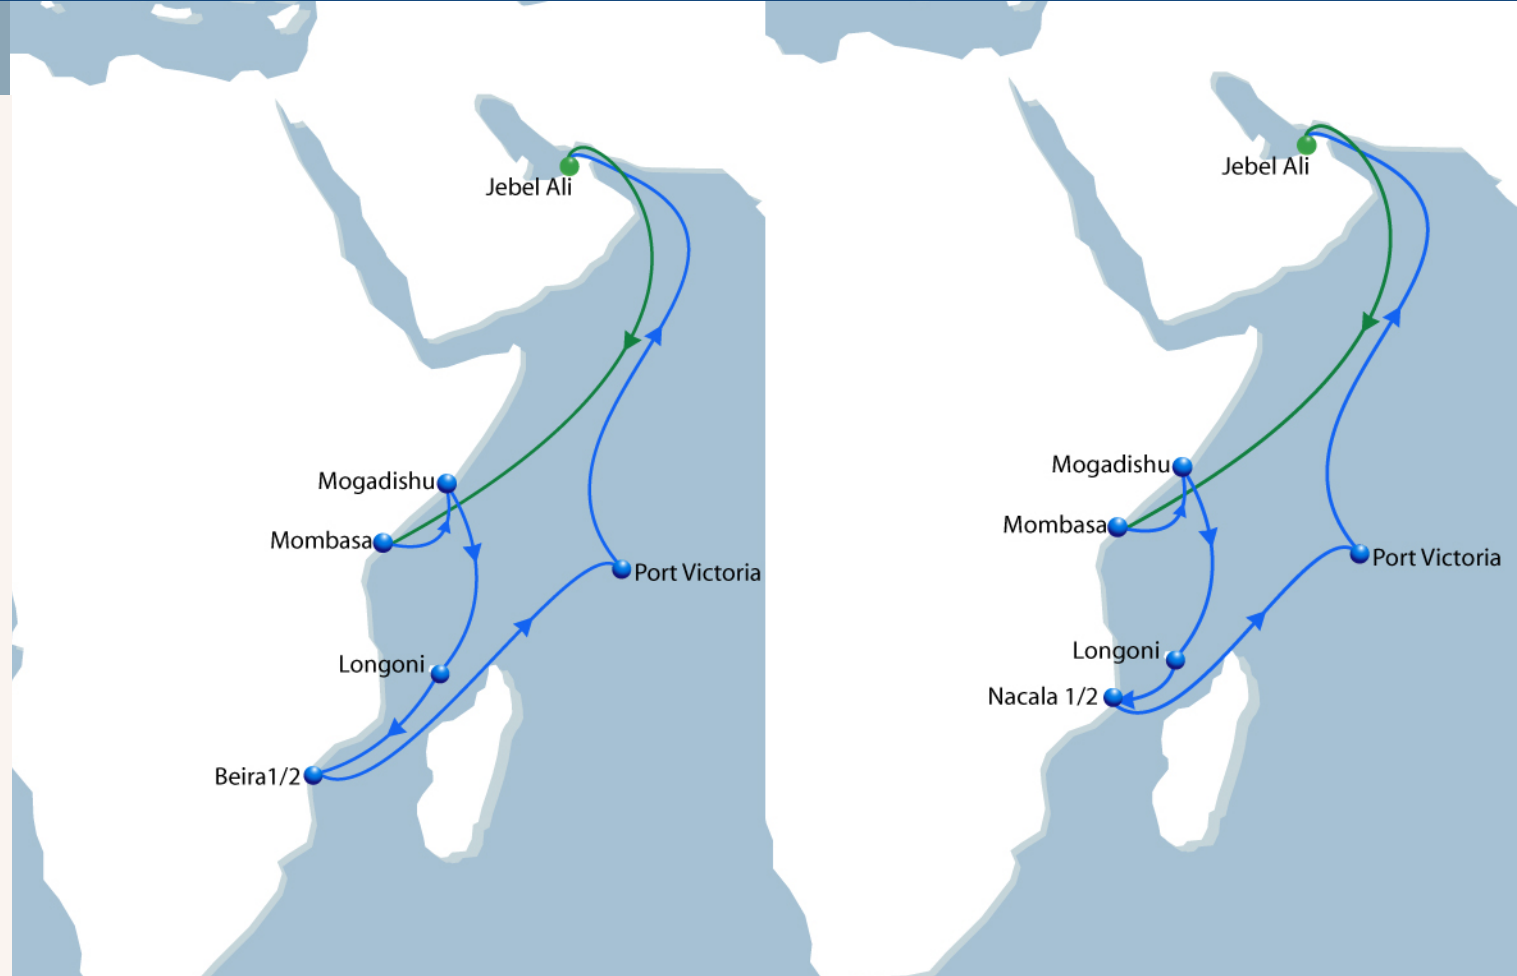 Jebel Ali
Mogadishu
Mombasa
Port Victoria
Longoni
Beira1/2
Jebel Ali
Mogadishu
Mombasa
Port Victoria
Longoni
Nacala 1/2